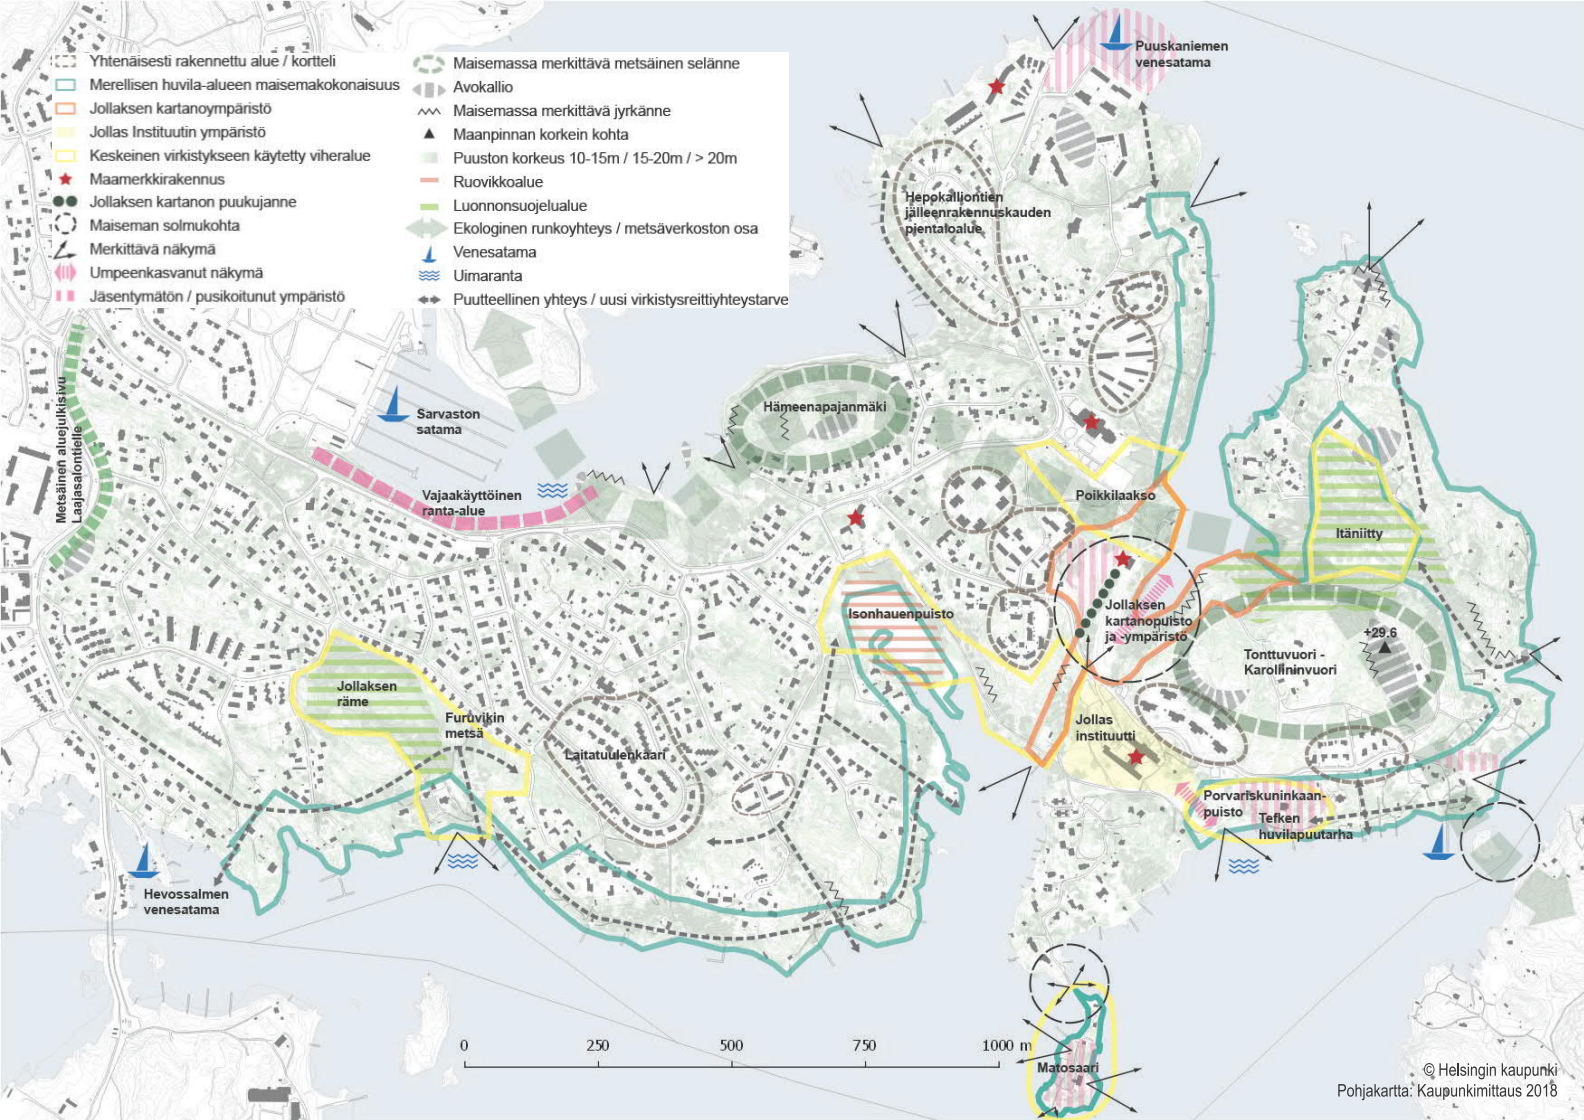 Yhtenäisesti rakennettu alue / kortteli
Merellisen huvila-alueen maisemakokonaisuus
Jollaksen kartanoympäristö
Jollas Instituutin ympäristö
Keskeinen virkistykseen käytetty viheralue
Maamerkkirakennus
Jollaksen kartanon puukujanne
Maiseman solmukohta
Merkittävä näkymä
Umpeenkasvanut näkymä
Jäsentymätön / pusikoitunut ympäristö
Maisemassa merkittävä metsäinen selänne
Avokallio
Maisemassa merkittävä jyrkänne
Maanpinnan korkein kohta
Puuston korkeus 10-15m / 15-20m / > 20m
Ruovikkoalue
Luonnonsuojelualue
Ekologinen runkoyhteys / metsäverkoston osa
Venesatama
Uimaranta
Puutteellinen yhteys / uusi virkistysreittiyhteystarve
Puuskaniemen
venesatama
Hepokalliontien
jälleenrakennuskauden
pientaloalue
Metsäinen aluejulkisivu
Laajasalontielle
Sarvaston
satama
Hämeenapajanmäki
Vajaakäyttöinen
ranta-alue
Poikkilaakso
Itäniitty
Isonhauenpuisto
Jollaksen
kartanopuisto
ja -ympäristö
+29.6
Tonttuvuori -
Karoliininvuori
Jollaksen
räme
Furuvikin
metsä
Laitatuulenkaari
Jollas
instituutti
Porvariskuninkaan-
puisto
Tefken
huvilapuutarha
Hevossalmen
venesatama
Matosaari
0 250 500 750 1000 m
© Helsingin kaupunki
Pohjakartta: Kaupunkimittaus 2018